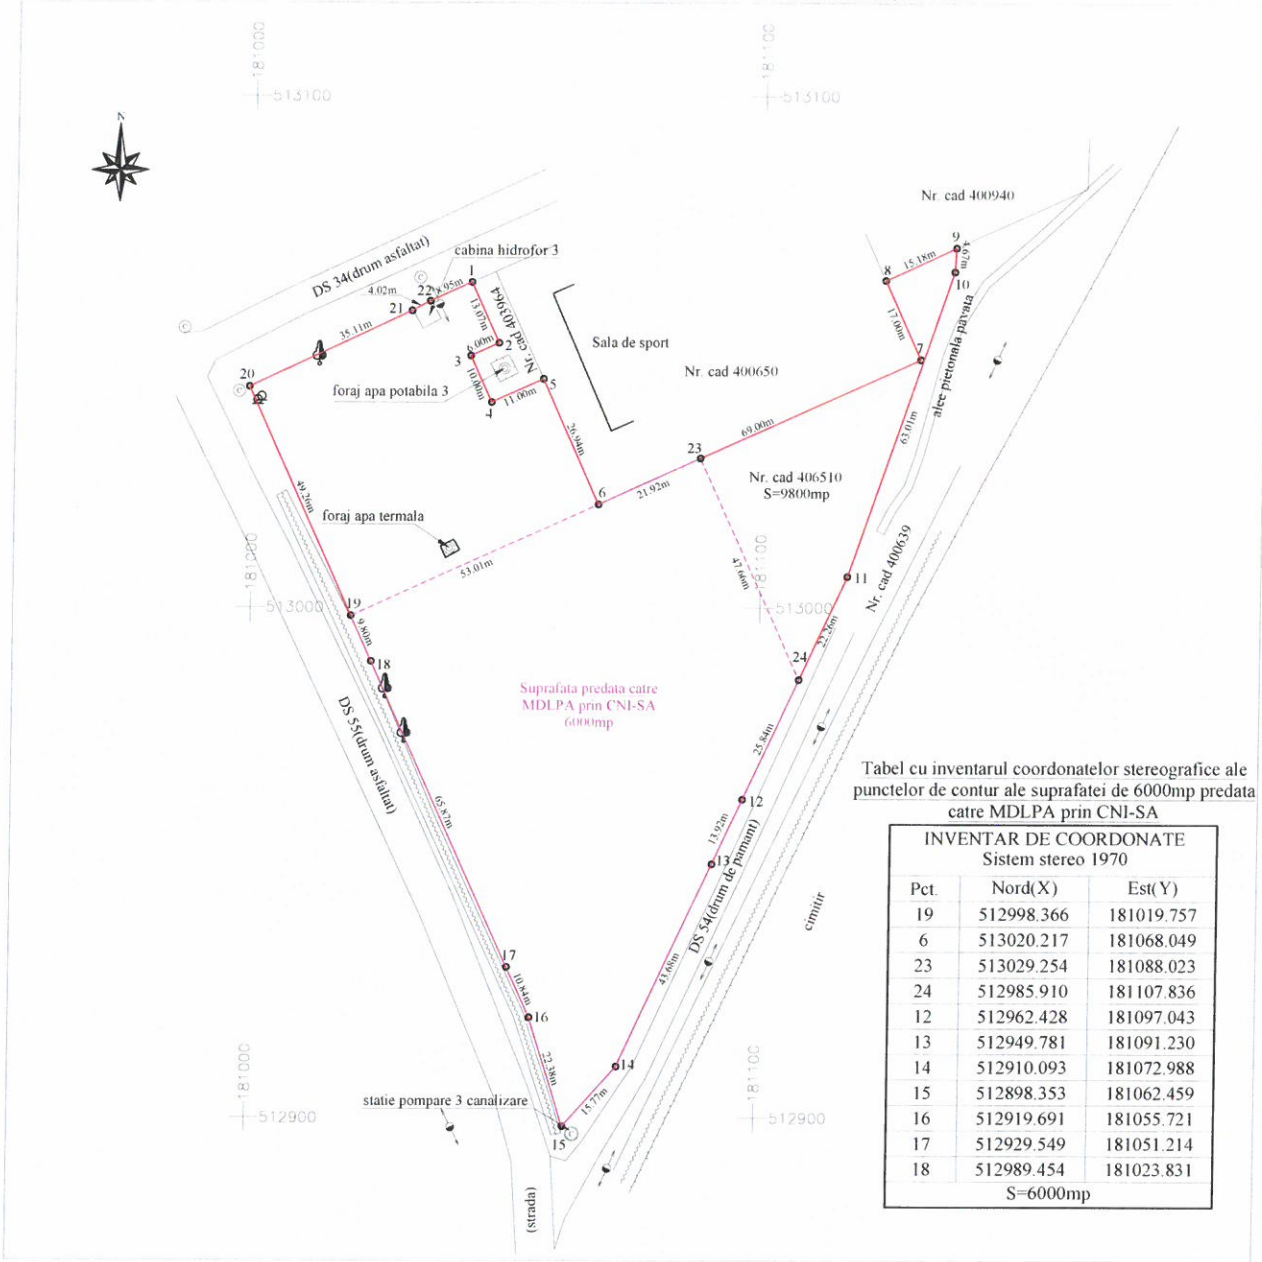 181000
513100
181100
513100
N
Nr. cad 400940
DS 34(drum asfaltat)
cabina hidrofor 3
9
4.67m
15.18m
8
10
1
22
8.95m
4.02m
21
13.07m
Nr. cad 403964
17.00m
35.11m
2
6.00m
3
Sala de sport
7
alee pietonala pavata
20
foraj apa potabila 3
10.00m
4
11.00m
5
Nr. cad 400650
69.00m
63.01m
26.94m
23
Nr. cad 406510
S=9800mp
49.26m
6
21.92m
foraj apa termala
53.01m
47.66m
181000
513000
181100
513000
Nr. cad 400639
11
19
9.80m
22.26m
18
24
Suprafata predata catre
MDLPA prin CNI-SA
6000mp
DS 55(drum asfaltat)
25.84m
65.87m
12
13.92m
13
DS 54(drum de pamant)
cimitir
43.68m
17
10.84m
16
22.38m
14
15.77m
statie pompare 3 canalizare
15
181000
512900
181100
512900
(strada)
Tabel cu inventarul coordonatelor stereografice ale
punctelor de contur ale suprafatei de 6000mp predata
catre MDLPA prin CNI-SA
INVENTAR DE COORDONATE
Sistem stereo 1970
Pct. Nord(X) Est(Y)
19 512998.366 181019.757
6 513020.217 181068.049
23 513029.254 181088.023
24 512985.910 181107.836
12 512962.428 181097.043
13 512949.781 181091.230
14 512910.093 181072.988
15 512898.353 181062.459
16 512919.691 181055.721
17 512929.549 181051.214
18 512989.454 181023.831
S=6000mp